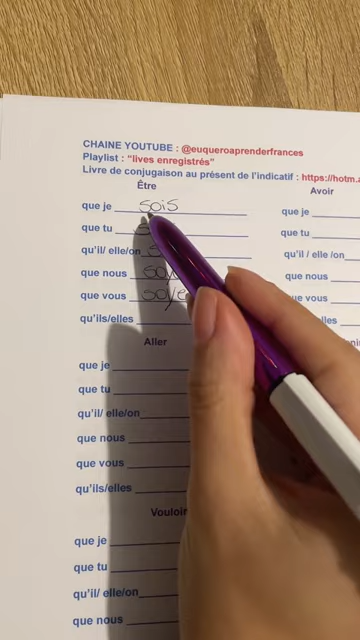 CHAINE YOUTUBE : @euqueroaprenderfrances
Playlist : "lives enregistrés"
Livre de conjugaison au présent de l'indicatif : https://hotm.a
Être
Avoir
que je sois
que je
que tu
que tu
qu'il/ elle/on
qu'il/ elle /on
que nous
que nous
que vous
que vous
qu'ils/elles
Aller
que je
que tu
qu'il/ elle/on
que nous
que vous
qu'ils/elles
Vouloir
que je
que tu
qu'il/ elle/on
que nous